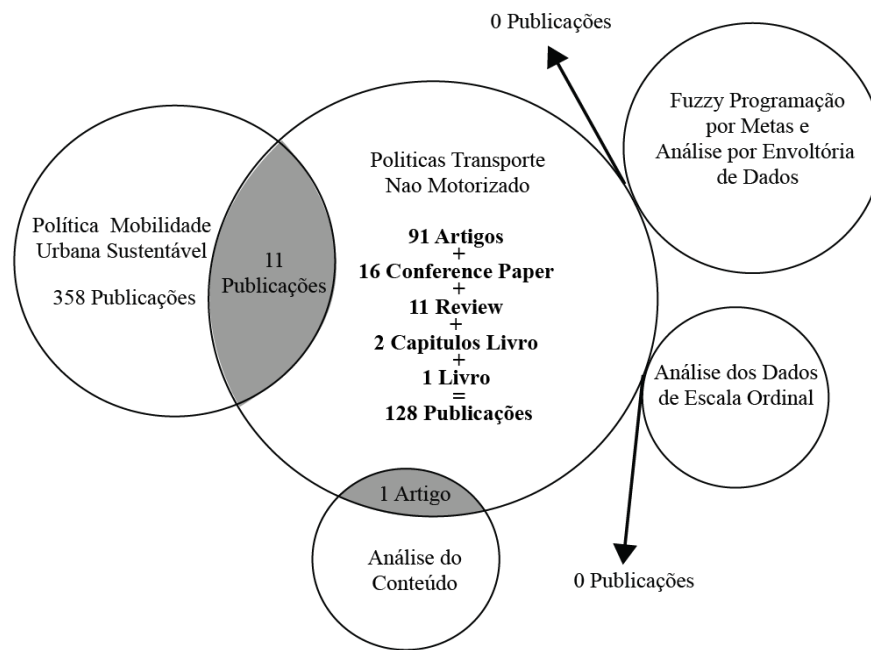 0 Publicações
Fuzzy Programação
por Metas e
Análise por Envoltória
de Dados
Politicas Transporte
Nao Motorizado
91 Artigos
+
16 Conference Paper
+
11 Review
+
2 Capitulos Livro
+
1 Livro
=
128 Publicações
Política Mobilidade
Urbana Sustentável
358 Publicações
11
Publicações
Análise dos Dados
de Escala Ordinal
1 Artigo
Análise do
Conteúdo
0 Publicações